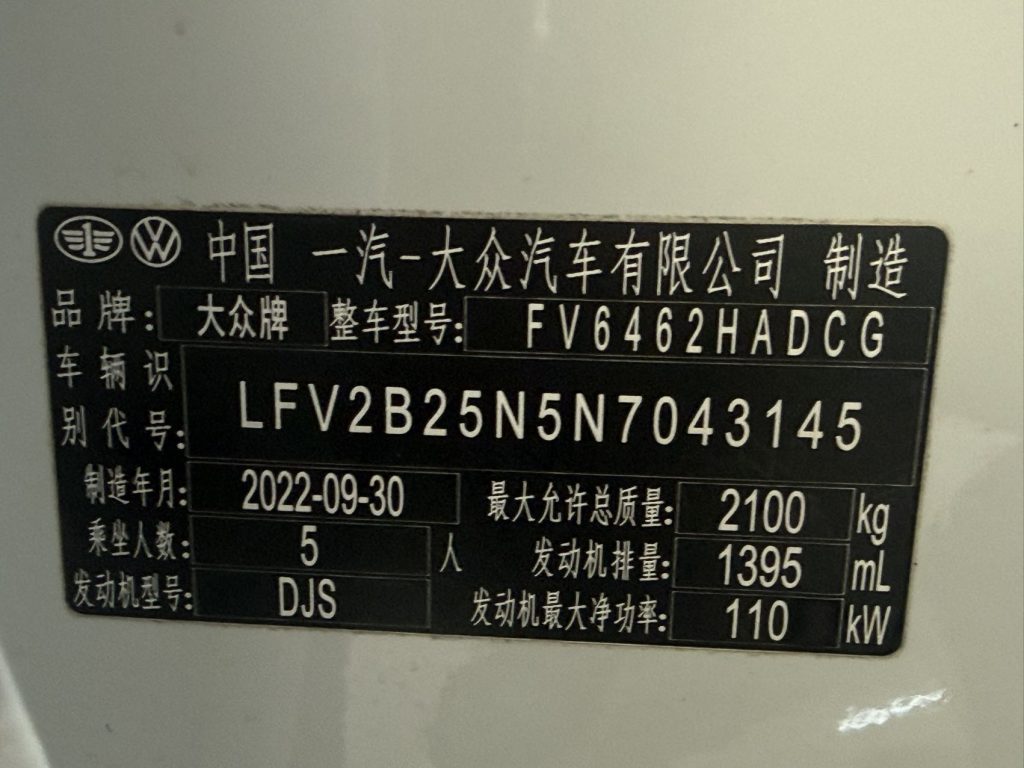 中国 一汽-大众汽车有限公司 制造
品牌: 大众牌 整车型号: FV6462HADCG
车辆识别代号: LFV2B25N5N7043145
制造年月: 2022-09-30 最大允许总质量: 2100 kg
乘坐人数: 5 人 发动机排量: 1395 mL
发动机型号: DJS 发动机最大净功率: 110 kW